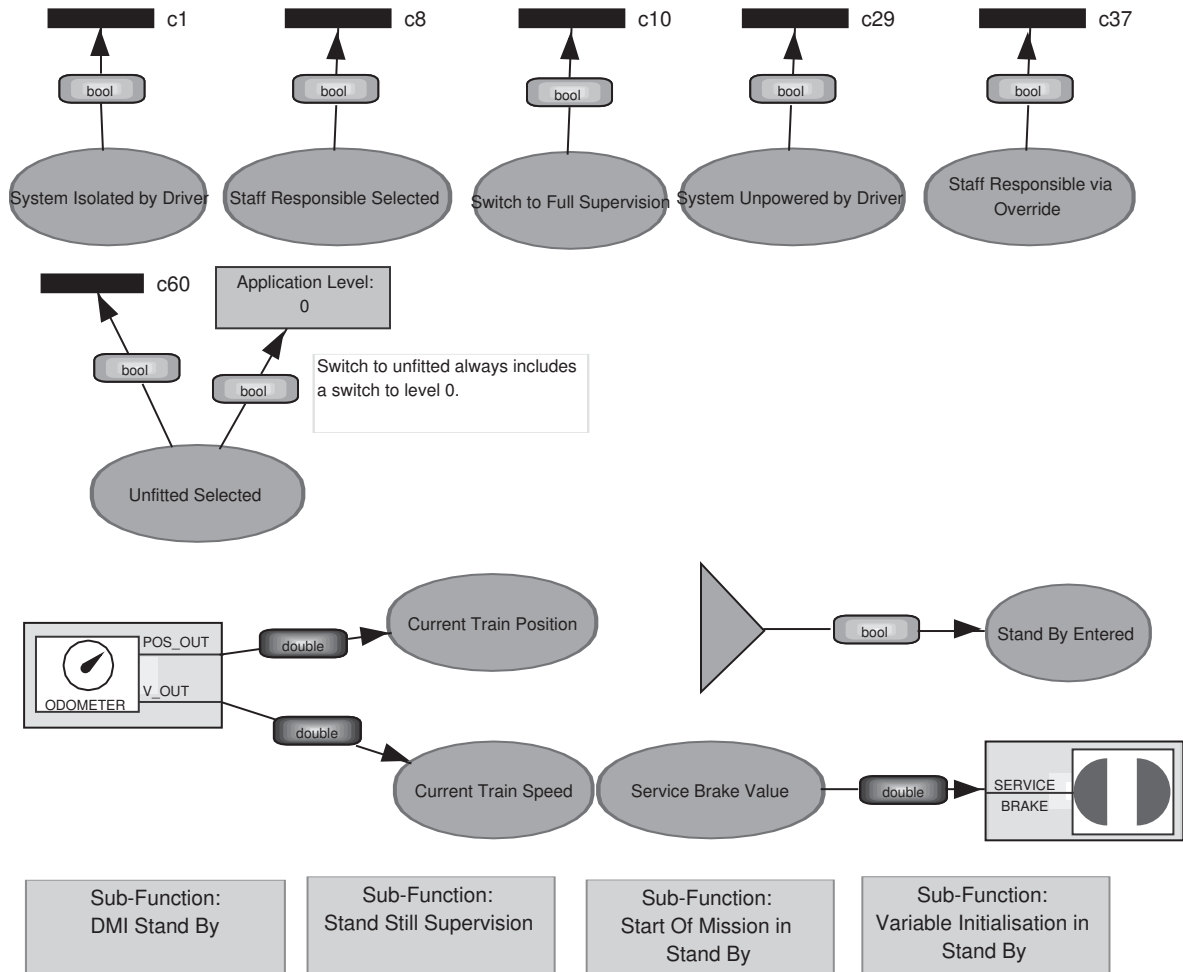 c1
c8
c10
c29
c37
bool
bool
bool
bool
bool
System Isolated by Driver
Staff Responsible Selected
Switch to Full Supervision
System Unpowered by Driver
Staff Responsible via
Override
c60
Application Level:
0
bool
bool
Switch to unfitted always includes
a switch to level 0.
Unfitted Selected
POS_OUT
V_OUT
ODOMETER
double
double
Current Train Position
bool
Stand By Entered
Current Train Speed
Service Brake Value
double
SERVICE
BRAKE
Sub-Function:
DMI Stand By
Sub-Function:
Stand Still Supervision
Sub-Function:
Start Of Mission in
Stand By
Sub-Function:
Variable Initialisation in
Stand By